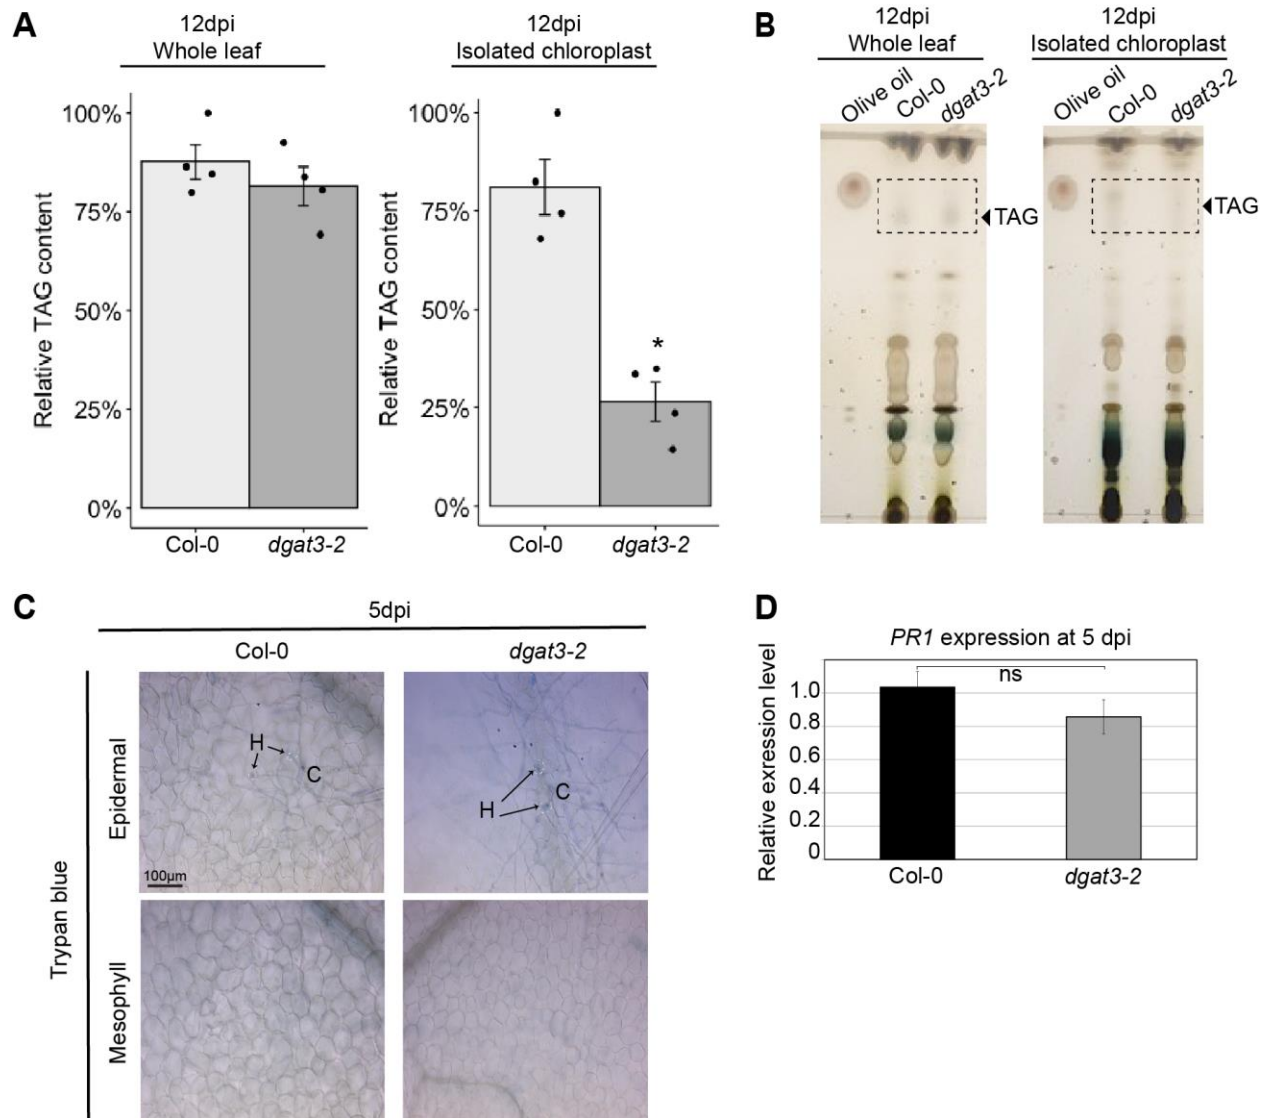 A
12dpi
Whole leaf
Relative TAG content
100%
75%
50%
25%
0%
Col-0
dgat3-2
12dpi
Isolated chloroplast
Relative TAG content
100%
75%
50%
25%
0%
*
Col-0
dgat3-2
B
12dpi
Whole leaf
Olive oil
Col-0
dgat3-2
TAG
12dpi
Isolated chloroplast
Olive oil
Col-0
dgat3-2
TAG
C
5dpi
Col-0
dgat3-2
Trypan blue
Epidermal
H
C
100µm
H
C
Mesophyll
D
PR1 expression at 5 dpi
Relative expression level
ns
1.0
0.8
0.6
0.4
0.2
0
Col-0
dgat3-2